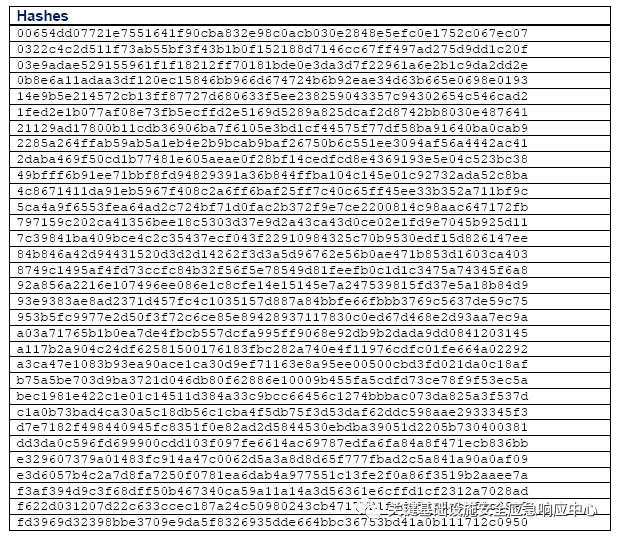 Hashes
00654dd07721e7551641f90cba832e98c0acb030e2848e5efc0e1752c067ec07
0322c4c2d511f73ab55bf3f43b1b0f152188d7146cc67ff497ad275d9dd1c20f
03e9adae529155961f1f18212ff70181bde0e3da3d7f22961a6e2b1c9da2dd2e
0b8e6a11adaa3df120ec15846bb966d674724b6b92eae34d63b665e0698e0193
14e9b5e214572cb13ff87727d680633f5ee238259043357c94302654c546cad2
1fed2e1b077af08e73fb5ecffd2e5169d5289a825dcaf2d8742bb8030e487641
21129ad17800b11cdb36906ba7f6105e3bd1cf44575f77df58ba91640ba0cab9
2285a264ffab59ab5a1eb4e2b9bcab9baf26750b6c551ee3094af56a4442ac41
2daba469f50cd1b77481e605aeae0f28bf14cedfcd8e4369193e5e04c523bc38
49bfff6b91ee71bbf8fd94829391a36b844ffba104c145e01c92732ada52c8ba
4c8671411da91eb5967f408c2a6ff6baf25ff7c40c65ff45ee33b352a711bf9c
5ca4a9f6553fea64ad2c724bf71d0fac2b372f9e7ce2200814c98aac647172fb
797159c202ca41356bee18c5303d37e9d2a43ca43d0ce02e1fd9e7045b925d11
7c39841ba409bce4c2c35437ecf043f22910984325c70b9530edf15d826147ee
84b846a42d94431520d3d2d14262f3d3a5d96762e56b0ae471b853d1603ca403
8749c1495af4fd73ccfc84b32f56f5e78549d81feefb0c1d1c3475a74345f6a8
92a856a2216e107496ee086e1c8cfe14e15145e7a247539815fd37e5a18b84d9
93e9383ae8ad2371d457fc4c1035157d887a84bbfe66fbbb3769c5637de59c75
953b5fc9977e2d50f3f72c6ce85e89428937117830c0ed67d468e2d93aa7ec9a
a03a71765b1b0ea7de4fbcb557dcfa995ff9068e92db9b2dada9dd0841203145
a117b2a904c24df62581500176183fbc282a740e4f11976cdfc01fe664a02292
a3ca47e1083b93ea90ace1ca30d9ef71163e8a95ee00500cbd3fd021da0c18af
b75a5be703d9ba3721d046db80f62886e10009b455fa5cdfd73ce78f9f53ec5a
bec1981e422c1e01c14511d384a33c9bcc66456c1274bbbac073da825a3f537d
c1a0b73bad4ca30a5c18db56c1cba4f5db75f3d53daf62ddc598aae2933345f3
d7e7182f498440945fc8351f0e82ad2d5844530ebdba39051d2205b730400381
dd3da0c596fd699900cdd103f097fe6614ac69787edfa6fa84a8f471ecb836bb
e329607379a01483fc914a47c0062d5a3a8d8d65f777fbad2c5a841a90a0af09
e3d6057b4c2a7d8fa7250f0781ea6dab4a977551c13fe2f0a86f3519b2aaee7a
f3af394d9c3f68dff50b467340ca59a11a14a3d56361e6cffd1cf2312a7028ad
关键基础设施安全应急响应中心
fd3969d32398bbe3709e9da5f8326935dde664bbc36753bd41a0b111712c0950